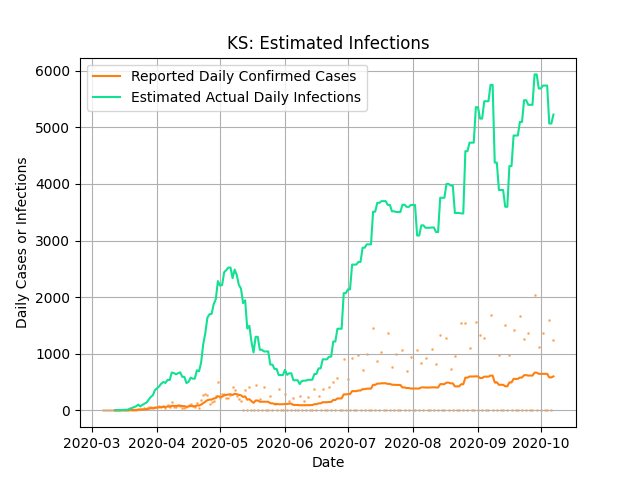 KS: Estimated Infections
Reported Daily Confirmed Cases
Estimated Actual Daily Infections
Daily Cases or Infections
6000
5000
4000
3000
2000
1000
0
2020-03 2020-04 2020-05 2020-06 2020-07 2020-08 2020-09 2020-10
Date